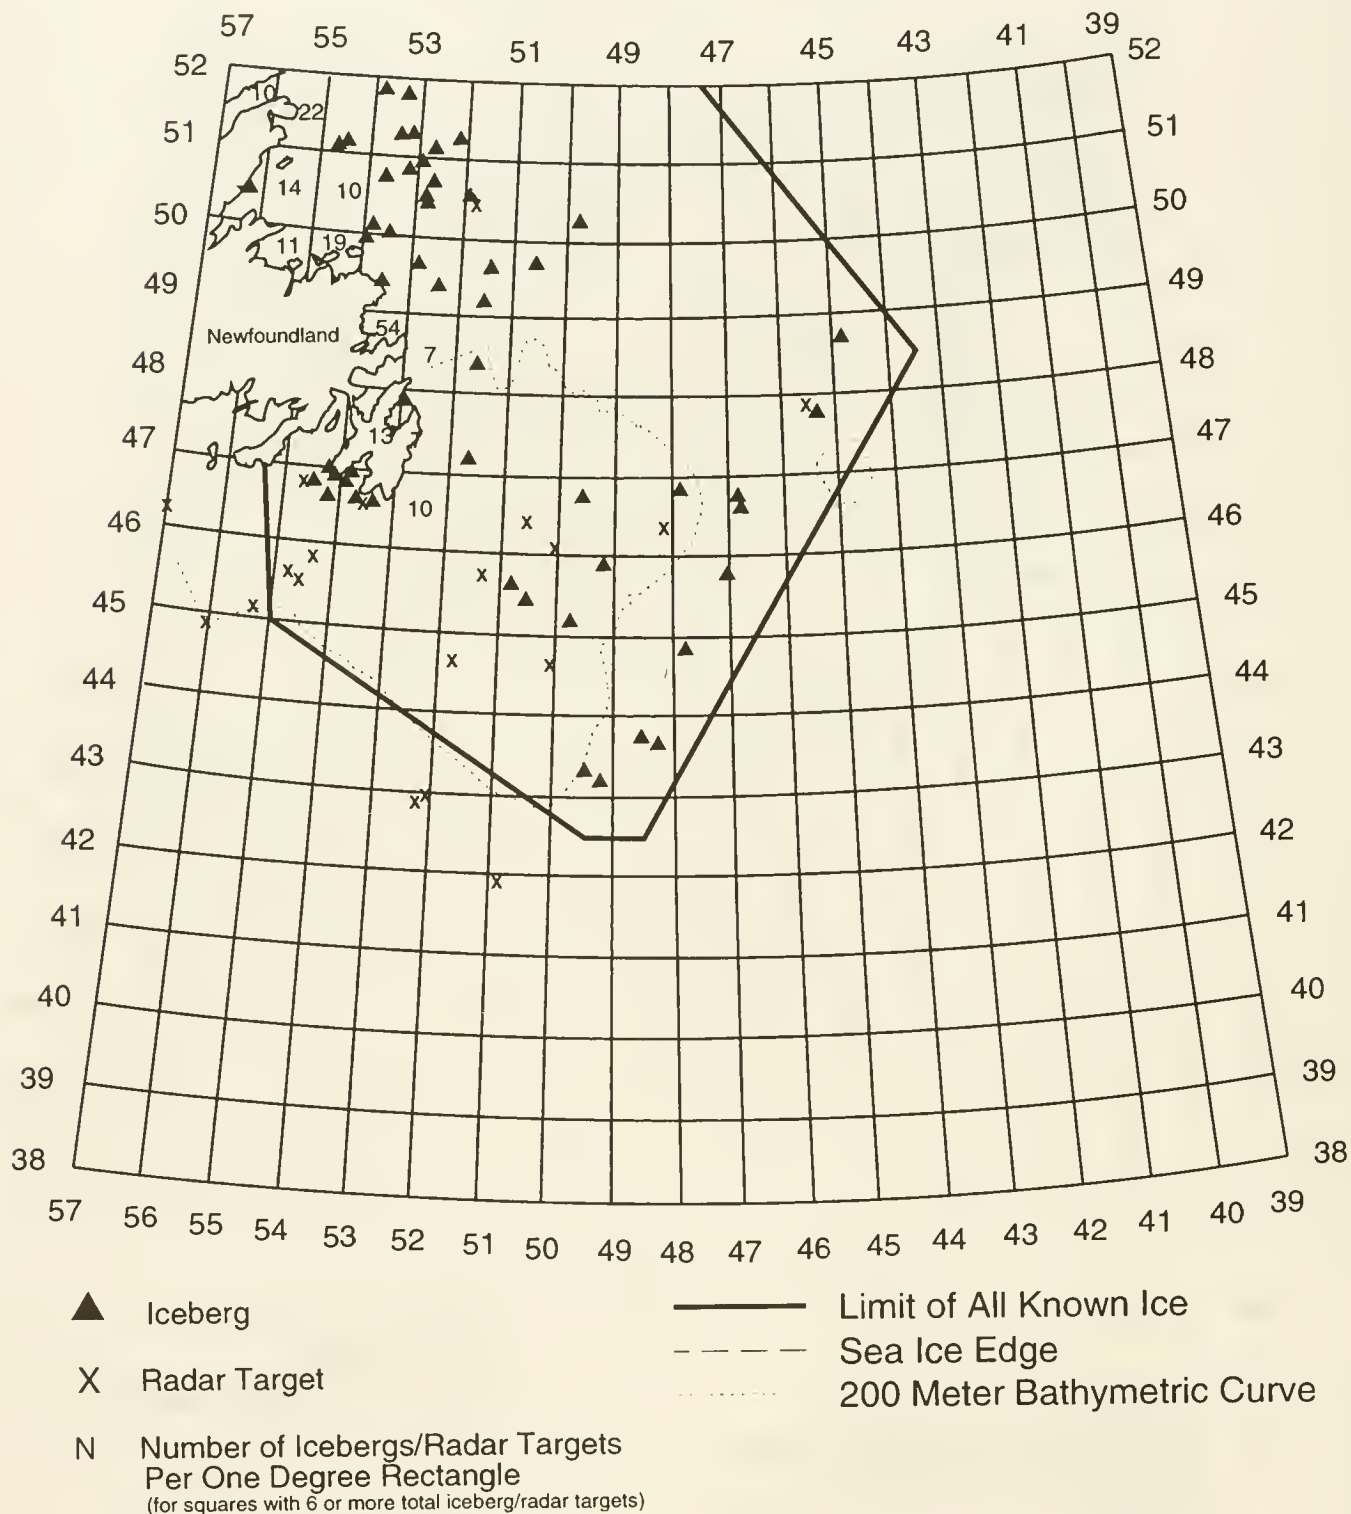 57 55 53 51 49 47 45 43 41 39
52 52
10
22
51 51
14 10
50 50
11 19
49 49
Newfoundland 54
48 7 48
13 7
47 47
10
46 46
45 45
44 44
43 43
42 42
41 41
40 40
39 39
38 38
57 56 55 54 53 52 51 50 49 48 47 46 45 44 43 42 41 40 39
Iceberg
X Radar Target
N Number of Icebergs/Radar Targets
Per One Degree Rectangle
(for squares with 6 or more total iceberg/radar targets)
Limit of All Known Ice
Sea Ice Edge
200 Meter Bathymetric Curve